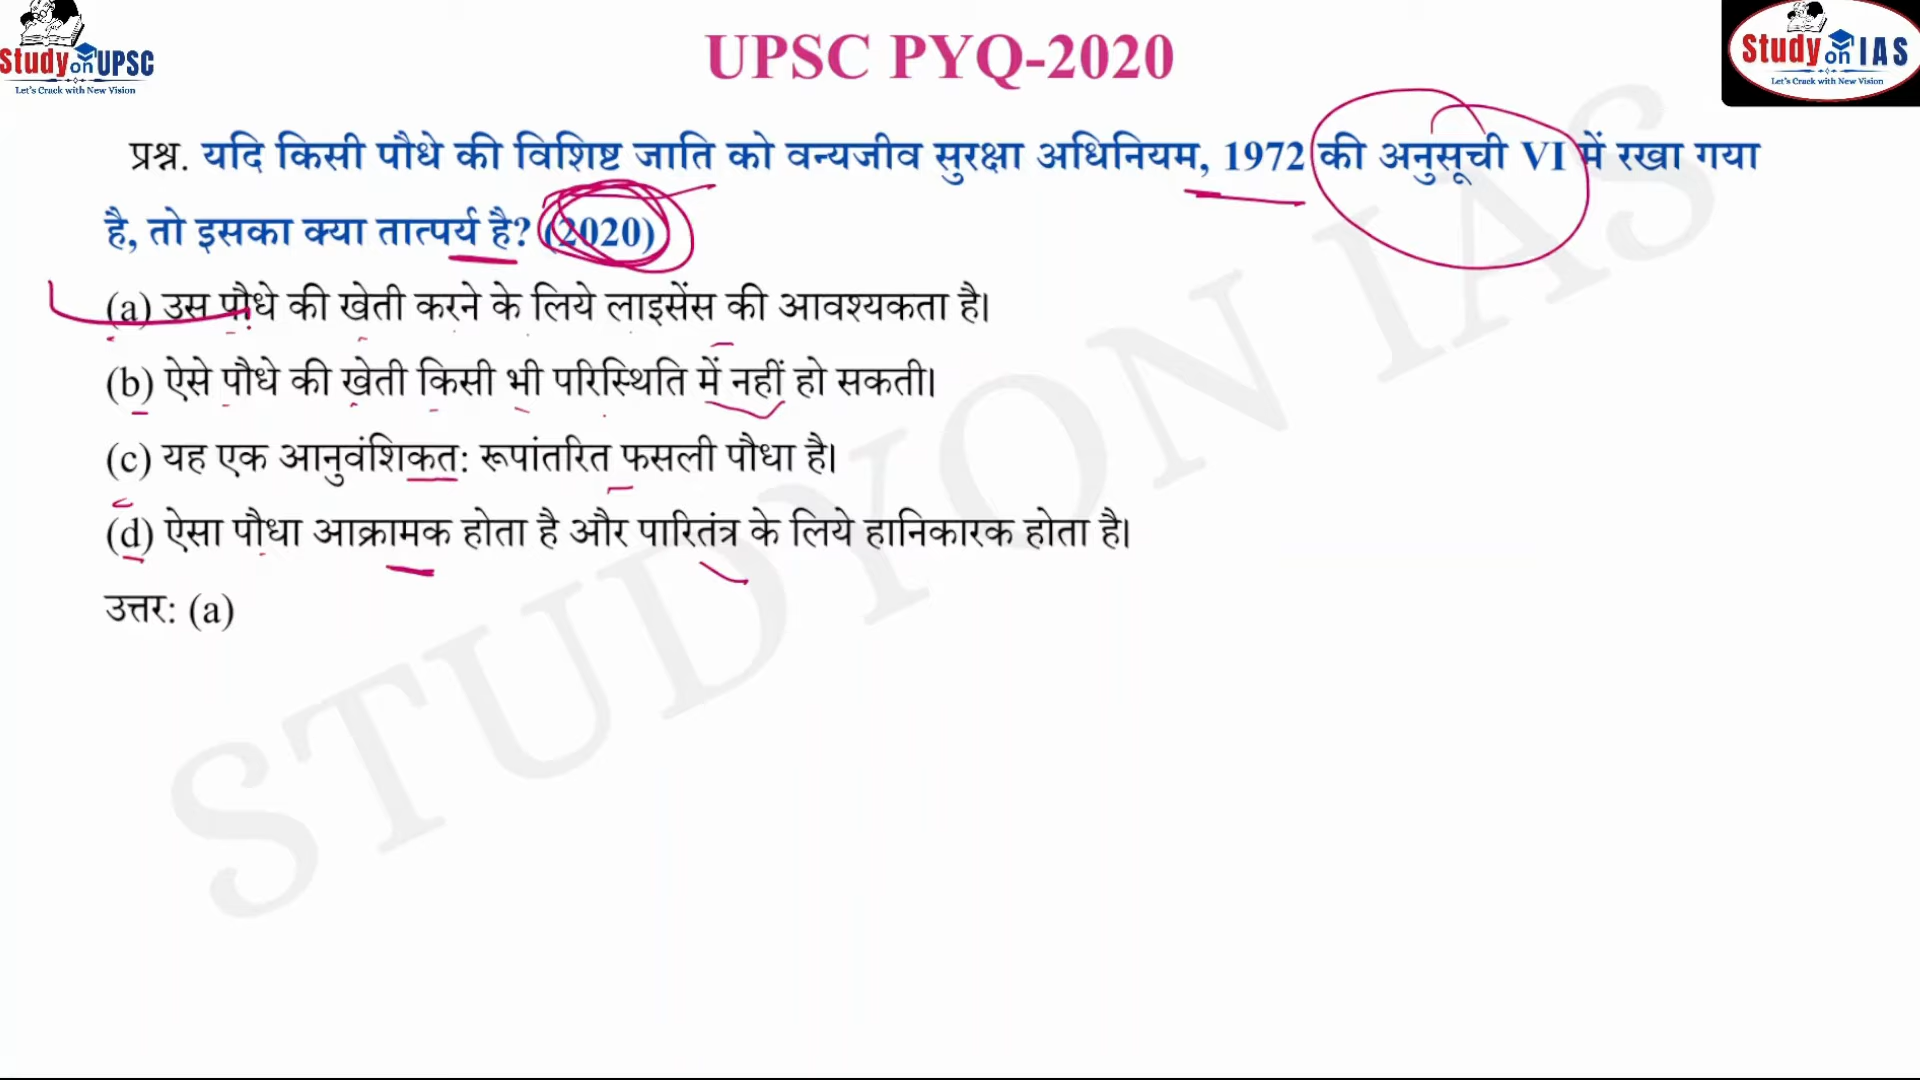 Study on UPSC
Let's Crack with New Vision
UPSC PYQ-2020
Study on IAS
Let's Crack with New Vision
प्रश्न. यदि किसी पौधे की विशिष्ट जाति को वन्यजीव सुरक्षा अधिनियम, 1972 की अनुसूची VI में रखा गया
है, तो इसका क्या तात्पर्य है? (2020)
(a) उस पौधे की खेती करने के लिये लाइसेंस की आवश्यकता है।
(b) ऐसे पौधे की खेती किसी भी परिस्थिति में नहीं हो सकती।
(c) यह एक आनुवंशिकत: रूपांतरित फसली पौधा है।
(d) ऐसा पौधा आक्रामक होता है और पारितंत्र के लिये हानिकारक होता है।
उत्तर: (a)
STUDYON IAS